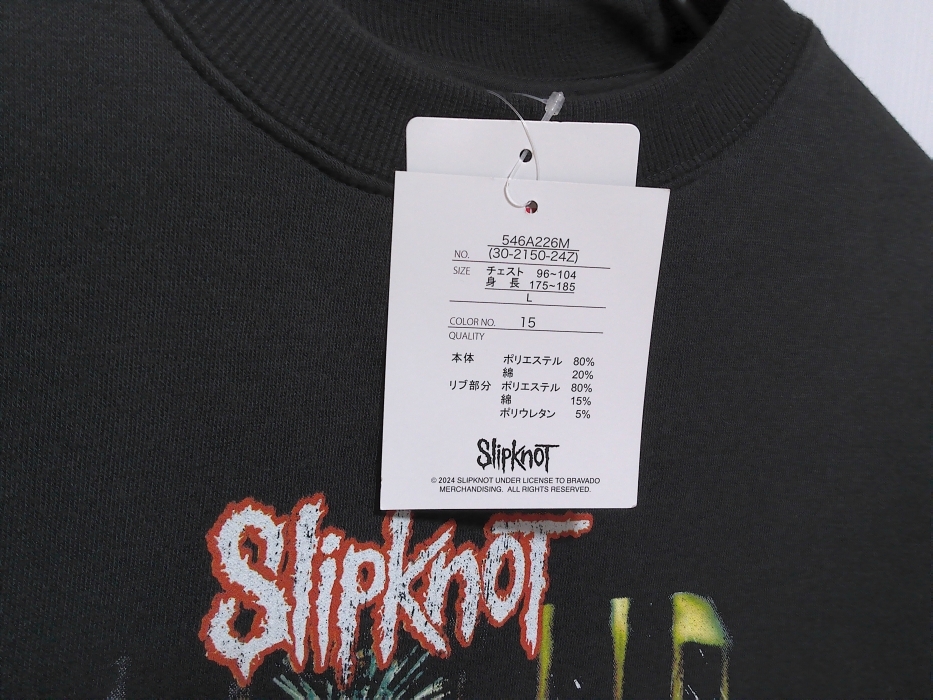 546A226M
NO. (30-2150-24Z)
SIZE チェスト 96~104
身 長 175~185
L
COLOR NO. 15
QUALITY
本体 ポリエステル 80%
綿 20%
リブ部分 ポリエステル 80%
綿 15%
ポリウレタン 5%
SlipknoT
© 2024 SLIPKNOT UNDER LICENSE TO BRAVADO
MERCHANDISING. ALL RIGHTS RESERVED.
SlipknoT